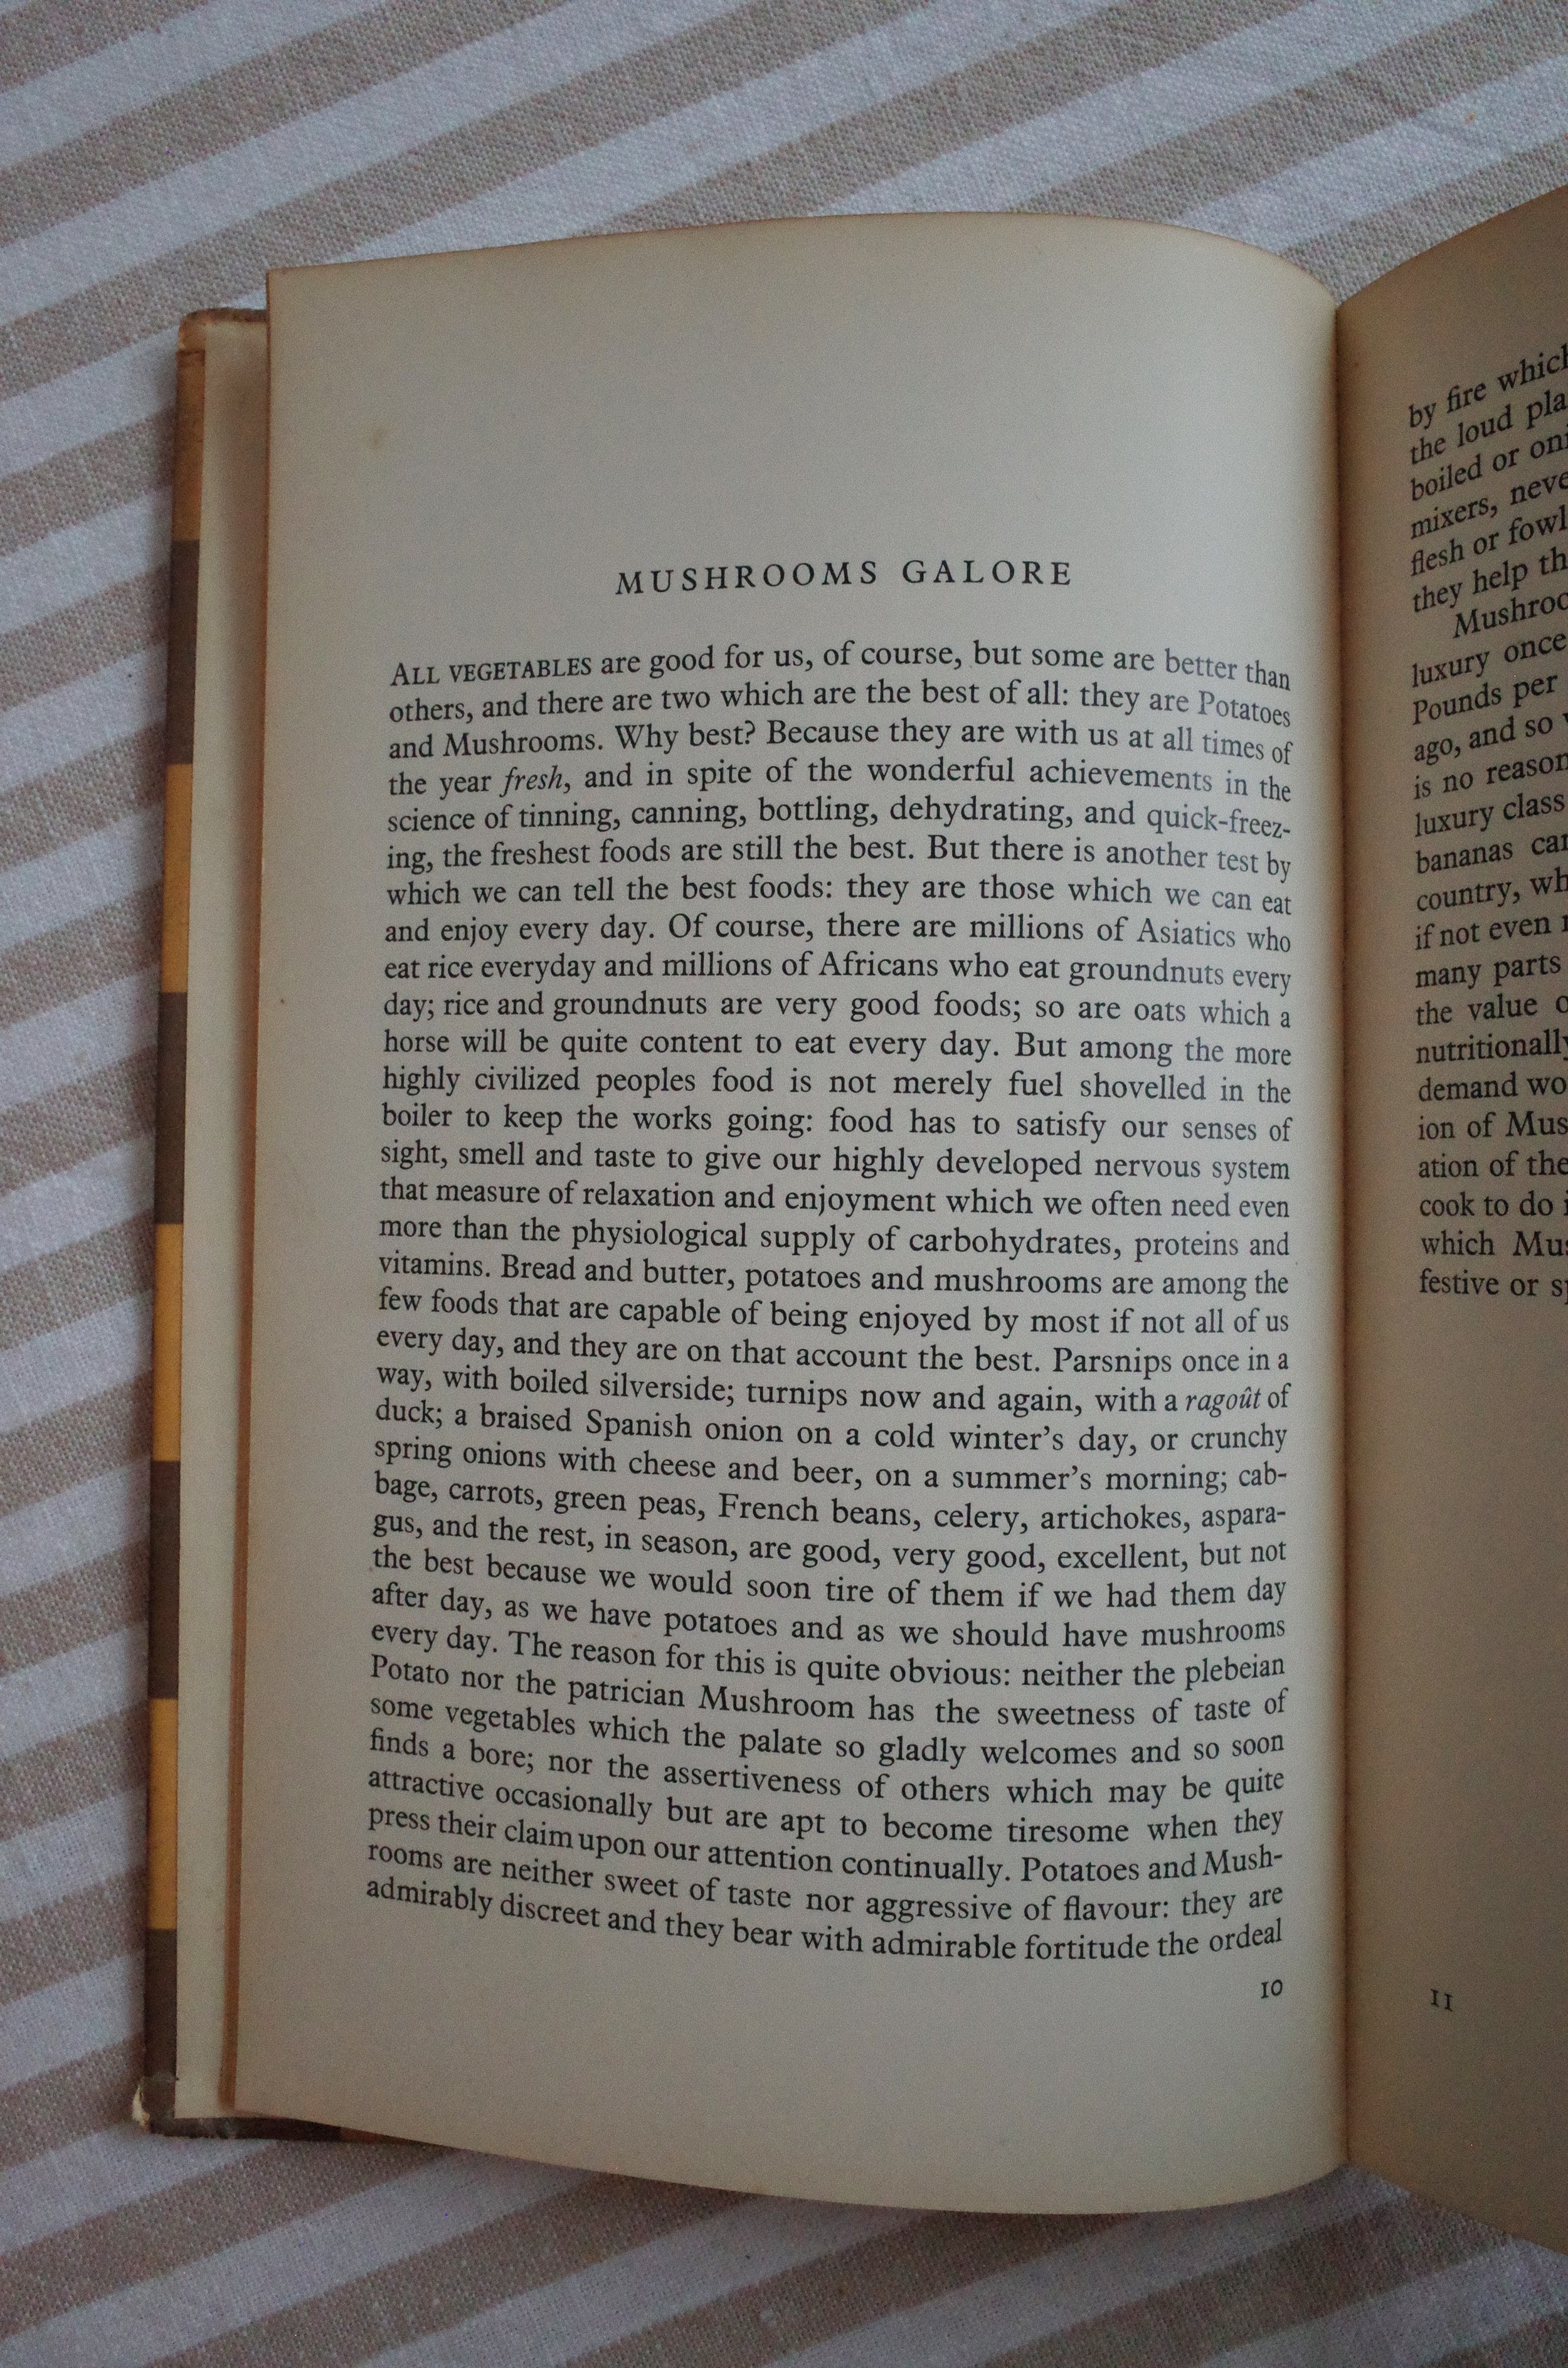 MUSHROOMS GALORE
ALL VEGETABLES are good for us, of course, but some are better than
others, and there are two which are the best of all: they are Potatoes
and Mushrooms. Why best? Because they are with us at all times of
the year fresh, and in spite of the wonderful achievements in the
science of tinning, canning, bottling, dehydrating, and quick-freez-
ing, the freshest foods are still the best. But there is another test by
which we can tell the best foods: they are those which we can eat
and enjoy every day. Of course, there are millions of Asiatics who
eat rice everyday and millions of Africans who eat groundnuts every
day; rice and groundnuts are very good foods; so are oats which a
horse will be quite content to eat every day. But among the more
highly civilized peoples food is not merely fuel shovelled in the
boiler to keep the works going: food has to satisfy our senses of
sight, smell and taste to give our highly developed nervous system
that measure of relaxation and enjoyment which we often need even
more than the physiological supply of carbohydrates, proteins and
vitamins. Bread and butter, potatoes and mushrooms are among the
few foods that are capable of being enjoyed by most if not all of us
every day, and they are on that account the best. Parsnips once in a
way, with boiled silverside; turnips now and again, with a ragoût of
duck; a braised Spanish onion on a cold winter's day, or crunchy
spring onions with cheese and beer, on a summer's morning; cab-
bage, carrots, green peas, French beans, celery, artichokes, aspara-
gus, and the rest, in season, are good, very good, excellent, but not
the best because we would soon tire of them if we had them day
after day, as we have potatoes and as we should have mushrooms
every day. The reason for this is quite obvious: neither the plebeian
Potato nor the patrician Mushroom has the sweetness of taste of
some vegetables which the palate so gladly welcomes and so soon
finds a bore; nor the assertiveness of others which may be quite
attractive occasionally but are apt to become tiresome when they
press their claim upon our attention continually. Potatoes and Mush-
rooms are neither sweet of taste nor aggressive of flavour: they are
admirably discreet and they bear with admirable fortitude the ordeal
10
by fire which
the loud pla
boiled or oni
mixers, neve
flesh or fowl
they help th
Mushroo
luxury once
Pounds per
ago, and so
is no reason
luxury class
bananas can
country, wh
if not even
many parts
the value o
nutritionally
demand wo
ion of Mus
ation of the
cook to do i
which Mus
festive or sp
11